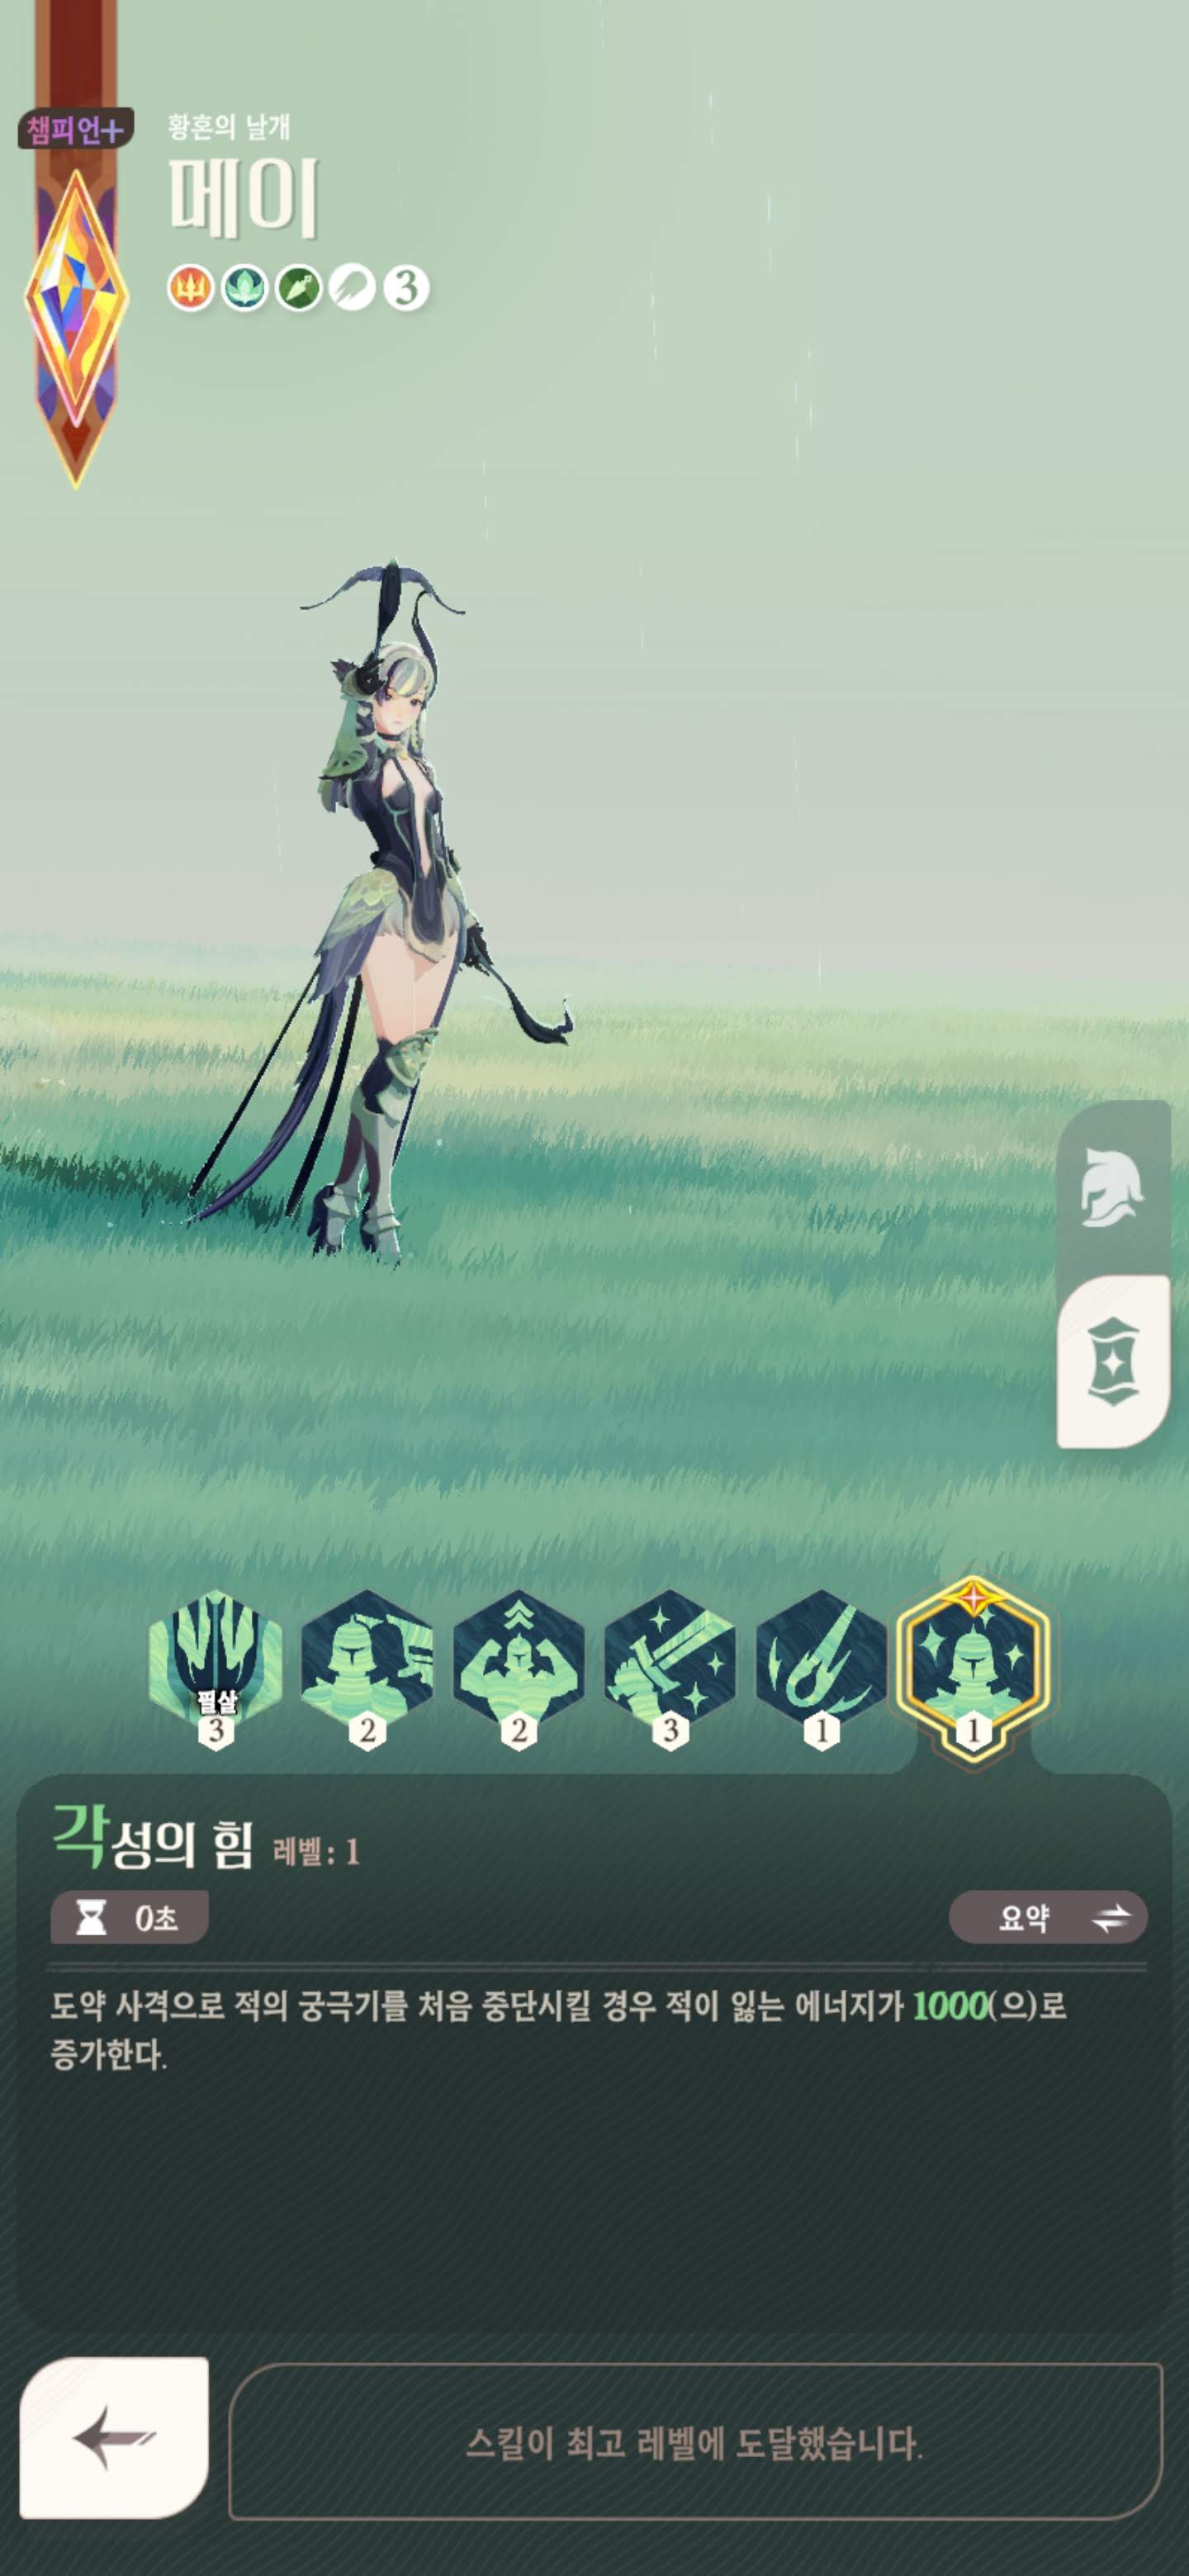 챔피언+
황혼의 날개
메이
3
필살
3
2
2
3
1
1
각성의 힘 레벨: 1
0초
요약
도약 사격으로 적의 궁극기를 처음 중단시킬 경우 적이 잃는 에너지가 1000(으)로
증가한다.
스킬이 최고 레벨에 도달했습니다.